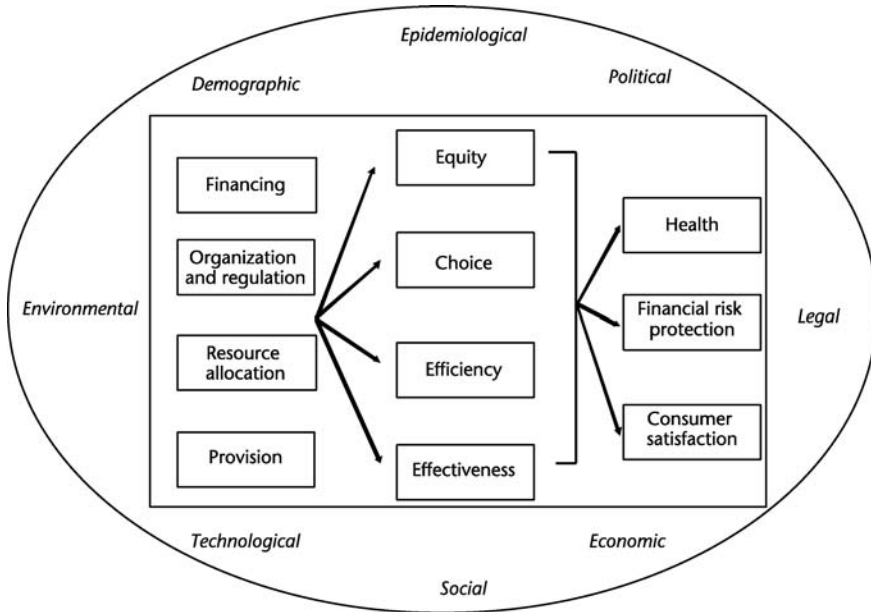 Epidemiological
Demographic
Political
Financing
Equity
Health
Organization
and regulation
Choice
Environmental
Financial risk
protection
Legal
Resource
allocation
Efficiency
Consumer
satisfaction
Provision
Effectiveness
Technological
Economic
Social